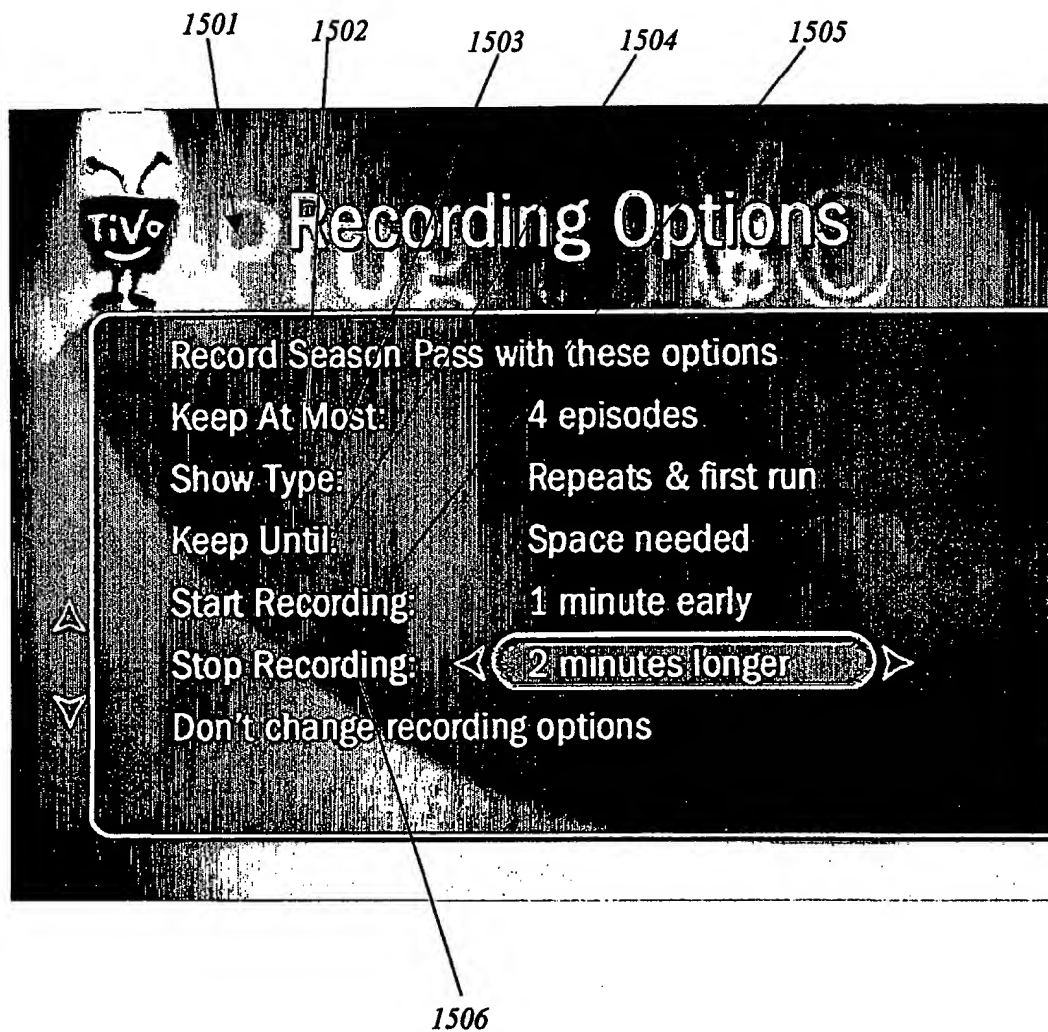 1501 1502 1503 1504 1505
TiVo
Recording Options
Record Season Pass with these options
Keep At Most: 4 episodes
Show Type: Repeats & first run
Keep Until: Space needed
Start Recording: 1 minute early
Stop Recording: 2 minutes longer
Don't change recording options
1506